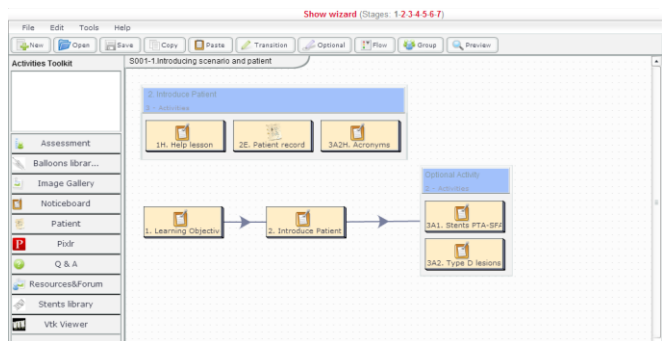 Show wizard (Stages: 1-2-3-4-5-6-7)
File Edit Tools Help
New Open Save Copy Paste Transition Optional Flow Group Preview
Activities Toolkit
S001-1.Introducing scenario and patient
2. Introduce Patient
3 - Activities
1H. Help lesson
2E. Patient record
3A2H. Acronyms
Assessment
Balloons librar...
Image Gallery
Noticeboard
Patient
Pixlr
Q & A
Resources&Forum
Stents library
Vtk Viewer
1. Learning Objectiv
2. Introduce Patient
Optional Activity
2 - Activities
3A1. Stents PTA-SFA
3A2. Type D lesions